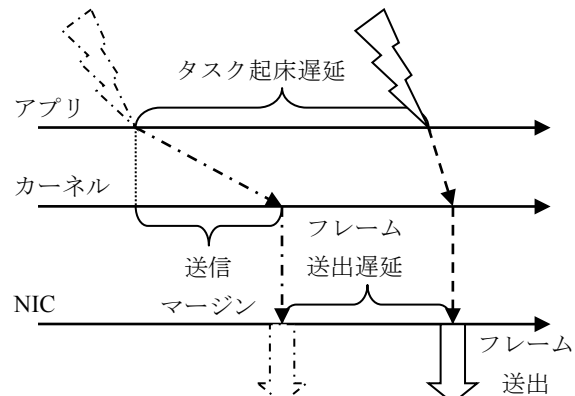 タスク起床遅延
アプリ
カーネル
フレーム
送信
送出遅延
NIC
マージン
フレーム
送出